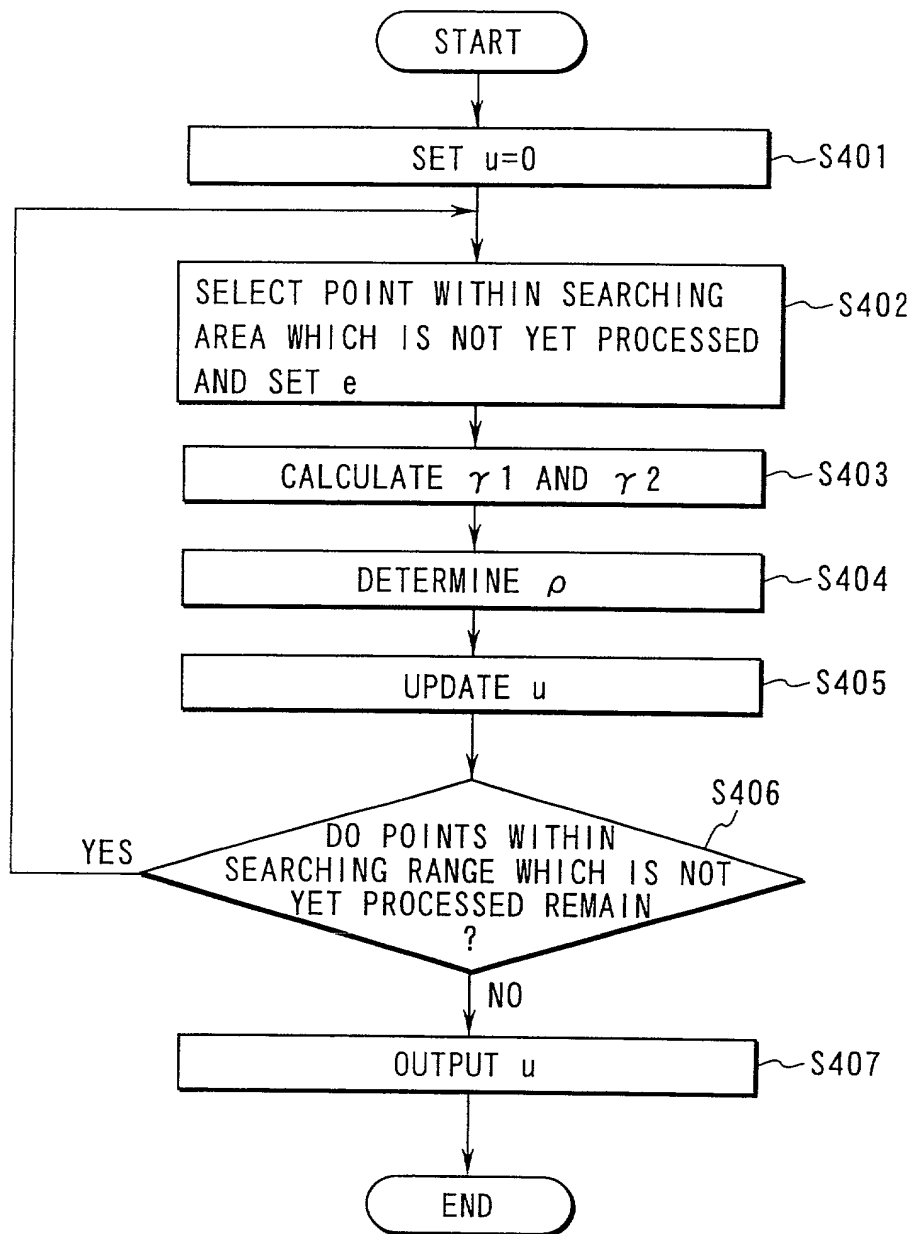 START
SET u=0
S401
SELECT POINT WITHIN SEARCHING
AREA WHICH IS NOT YET PROCESSED
AND SET e
S402
CALCULATE γ1 AND γ2
S403
DETERMINE ρ
S404
UPDATE u
S405
S406
YES
DO POINTS WITHIN
SEARCHING RANGE WHICH IS NOT
YET PROCESSED REMAIN
?
NO
OUTPUT u
S407
END